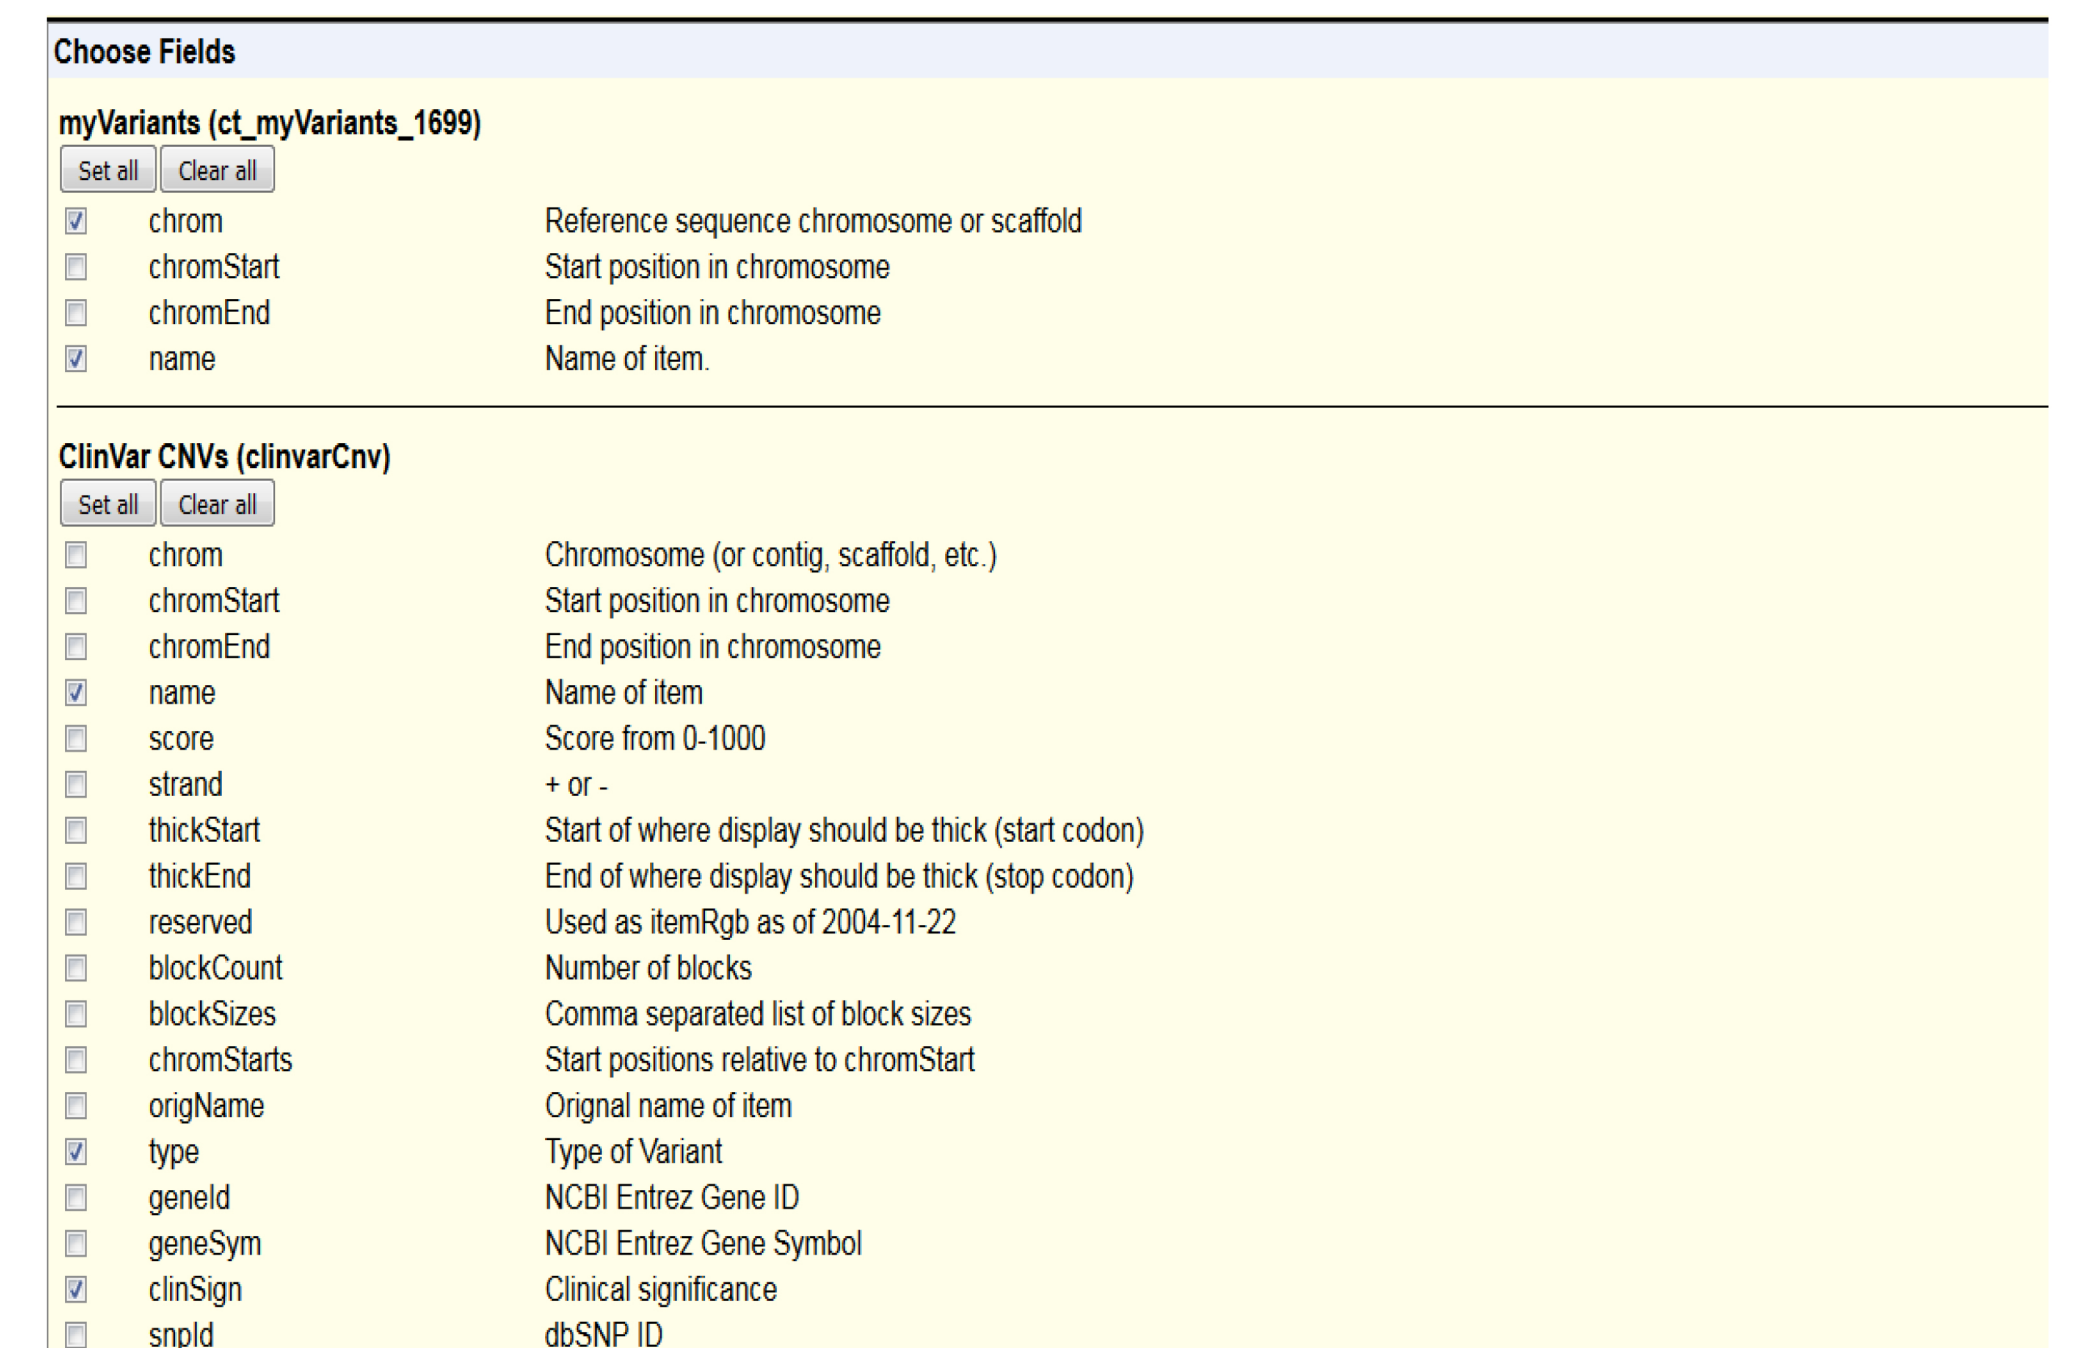 Choose Fields
myVariants (ct_myVariants_1699)
Set all Clear all
chrom Reference sequence chromosome or scaffold
chromStart Start position in chromosome
chromEnd End position in chromosome
name Name of item.
ClinVar CNVs (clinvarCnv)
Set all Clear all
chrom Chromosome (or contig, scaffold, etc.)
chromStart Start position in chromosome
chromEnd End position in chromosome
name Name of item
score Score from 0-1000
strand + or -
thickStart Start of where display should be thick (start codon)
thickEnd End of where display should be thick (stop codon)
reserved Used as itemRgb as of 2004-11-22
blockCount Number of blocks
blockSizes Comma separated list of block sizes
chromStarts Start positions relative to chromStart
origName Orignal name of item
type Type of Variant
geneId NCBI Entrez Gene ID
geneSym NCBI Entrez Gene Symbol
clinSign Clinical significance
snpId dbSNP ID